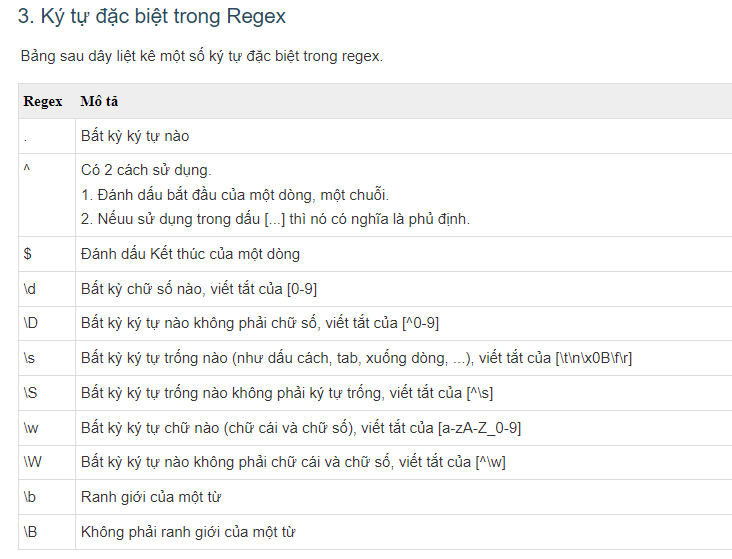 3. Ký tự đặc biệt trong Regex
Bảng sau dây liệt kê một số ký tự đặc biệt trong regex.
Regex Mô tả
. Bất kỳ ký tự nào
^ Có 2 cách sử dụng.
1. Đánh dấu bắt đầu của một dòng, một chuỗi.
2. Nếuu sử dụng trong dấu [...] thì nó có nghĩa là phủ định.
$ Đánh dấu Kết thúc của một dòng
\d Bất kỳ chữ số nào, viết tắt của [0-9]
\D Bất kỳ ký tự nào không phải chữ số, viết tắt của [^0-9]
\s Bất kỳ ký tự trống nào (như dấu cách, tab, xuống dòng, ...), viết tắt của [\t\n\x0B\f\r]
\S Bất kỳ ký tự trống nào không phải ký tự trống, viết tắt của [^\s]
\w Bất kỳ ký tự chữ nào (chữ cái và chữ số), viết tắt của [a-zA-Z_0-9]
\W Bất kỳ ký tự nào không phải chữ cái và chữ số, viết tắt của [^\w]
\b Ranh giới của một từ
\B Không phải ranh giới của một từ